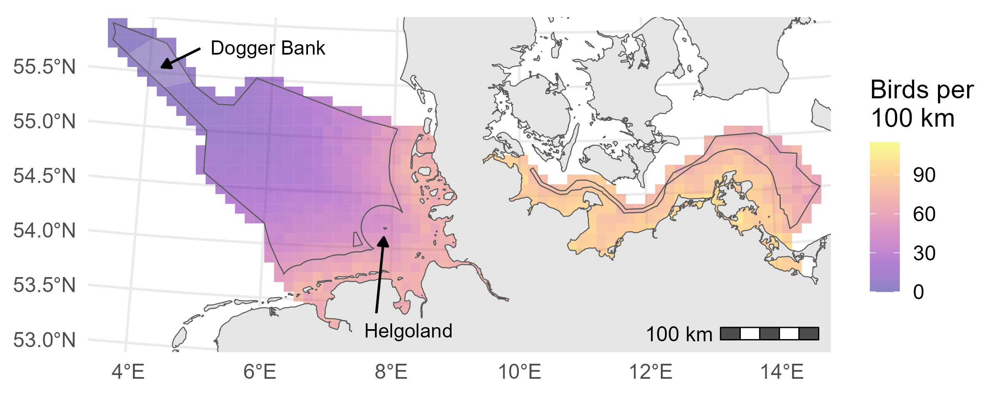 Dogger Bank
55.5°N
55.0°N
54.5°N
54.0°N
53.5°N
53.0°N
Helgoland
100 km
4°E
6°E
8°E
10°E
12°E
14°E
Birds per
100 km
90
60
30
0